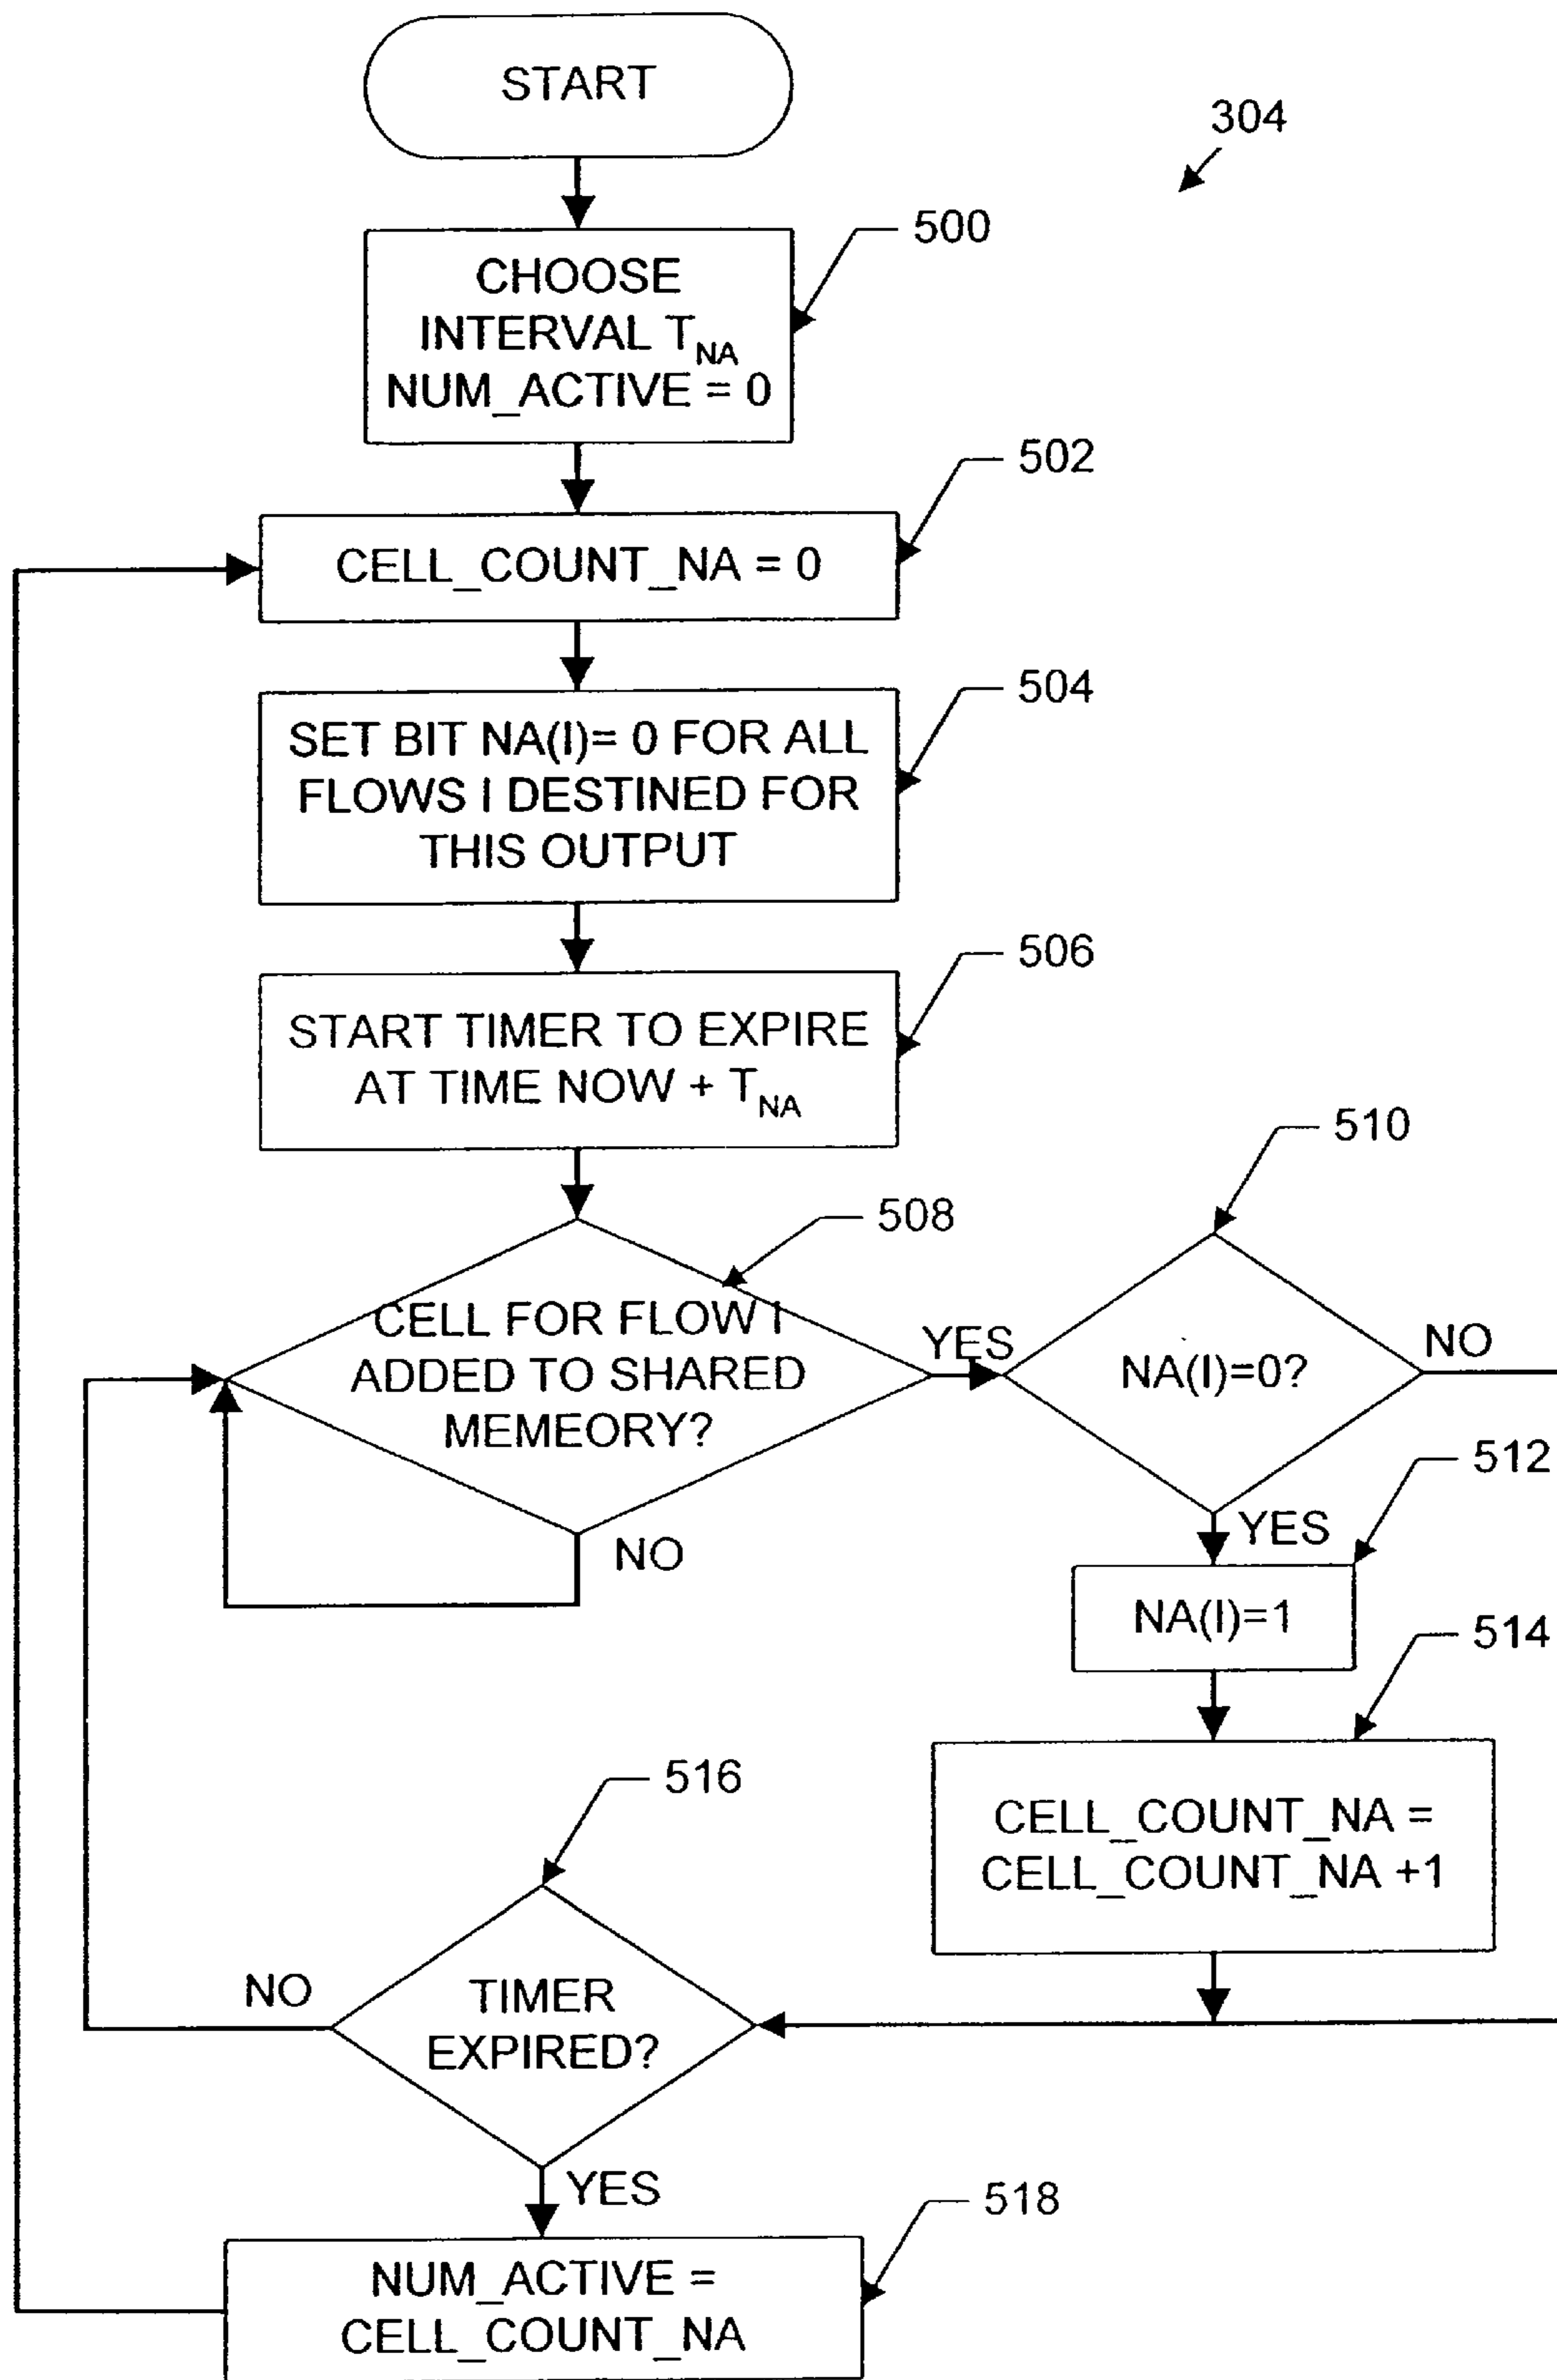 START
304
500
CHOOSE
INTERVAL T_NA
NUM_ACTIVE = 0
502
CELL_COUNT_NA = 0
504
SET BIT NA(I)= 0 FOR ALL
FLOWS I DESTINED FOR
THIS OUTPUT
506
START TIMER TO EXPIRE
AT TIME NOW + T_NA
510
508
CELL FOR FLOW I
ADDED TO SHARED
MEMEORY?
YES
NA(I)=0?
NO
512
NO
YES
NA(I)=1
514
516
CELL_COUNT_NA =
CELL_COUNT_NA +1
NO
TIMER
EXPIRED?
YES
518
NUM_ACTIVE =
CELL_COUNT_NA